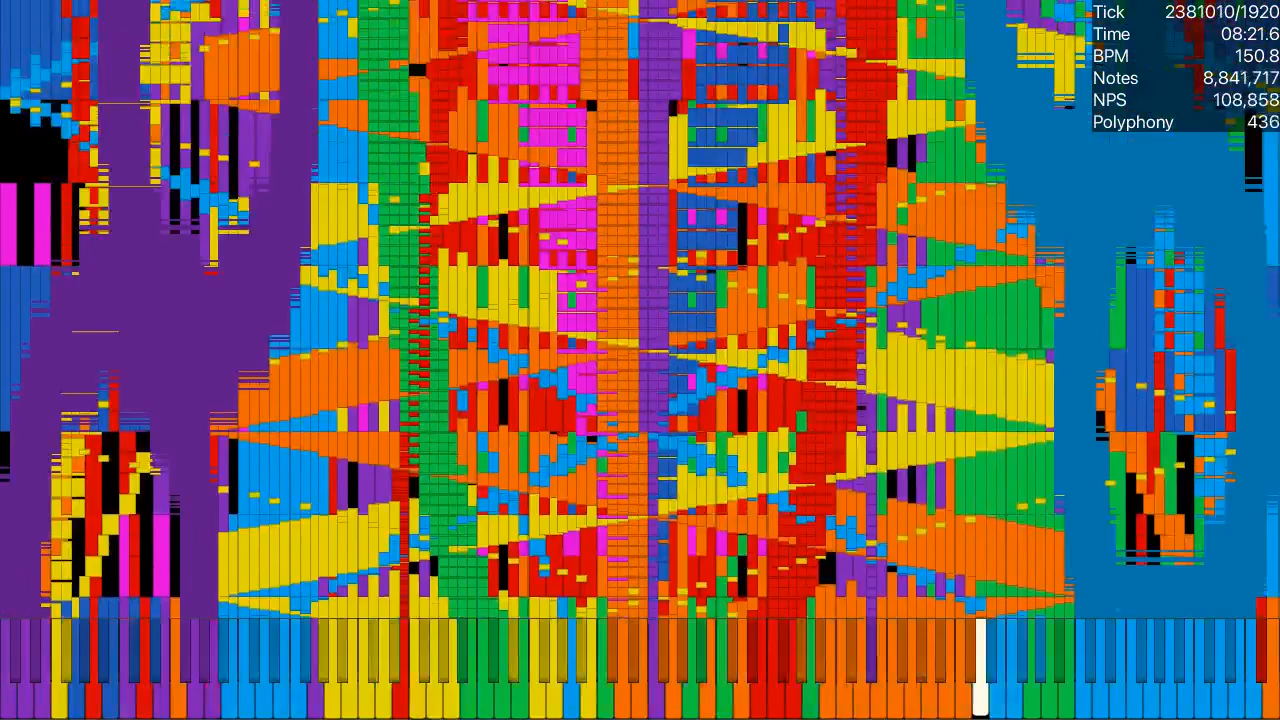 Tick 2381010/1920
Time 08:21.6
BPM 150.8
Notes 8,841,717
NPS 108,858
Polyphony 436